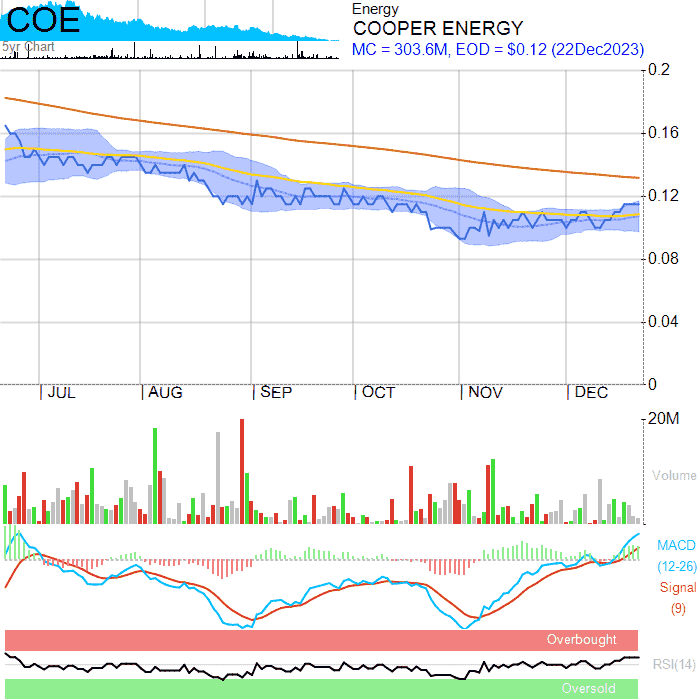 COE
5yr Chart
Energy
COOPER ENERGY
MC = 303.6M, EOD = $0.12 (22Dec2023)
0.2
0.16
0.12
0.08
0.04
0
JUL AUG SEP OCT NOV DEC
20M
Volume
MACD
(12-26)
Signal
(9)
Overbought
RSI(14)
Oversold